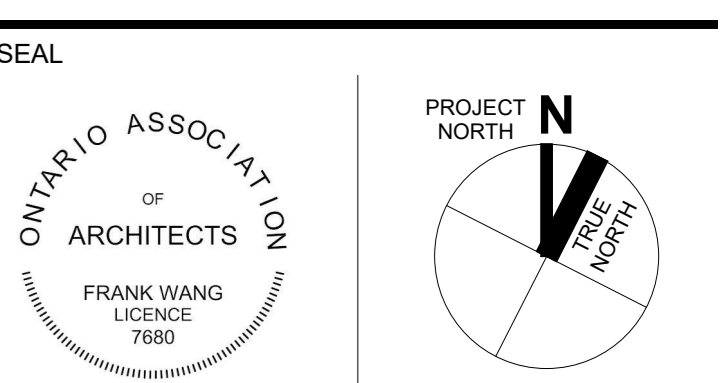 SEAL
ONTARIO ASSOCIATION
OF
ARCHITECTS
FRANK WANG
LICENCE
7680
PROJECT
NORTH
N
TRUE
NORTH